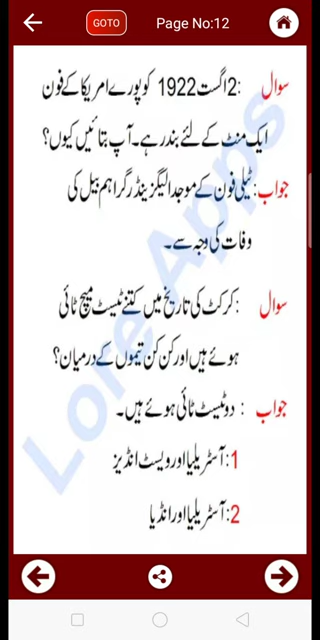 GOTO
Page No:12
سوال :2 اگست 1922 کو پورے امریکا کے فون
ایک منٹ کے لئے بند رہے۔ آپ بتائیں کیوں؟
جواب: ٹیلی فون کے موجد الیگزینڈر گراہم بیل کی
وفات کی وجہ سے۔
سوال :کرکٹ کی تاریخ میں کتنے ٹیسٹ میچ ٹائی
ہوئے ہیں اور کن کن ٹیموں کے درمیان؟
جواب : دو ٹیسٹ ٹائی ہوئے ہیں۔
1:آسٹریلیا اور ویسٹ انڈیز
2:آسٹریلیا اور انڈیا
Lore Apps